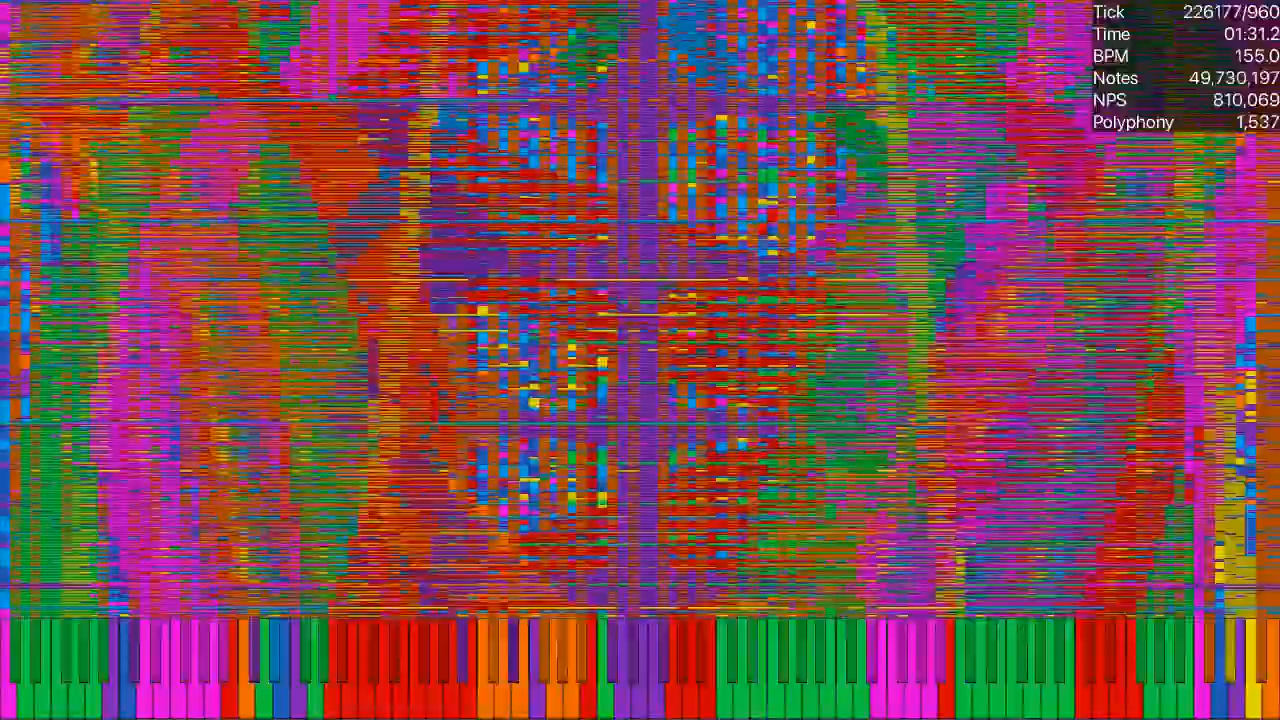 Tick 226177/960
Time 01:31.2
BPM 155.0
Notes 49,730,197
NPS 810,069
Polyphony 1,537